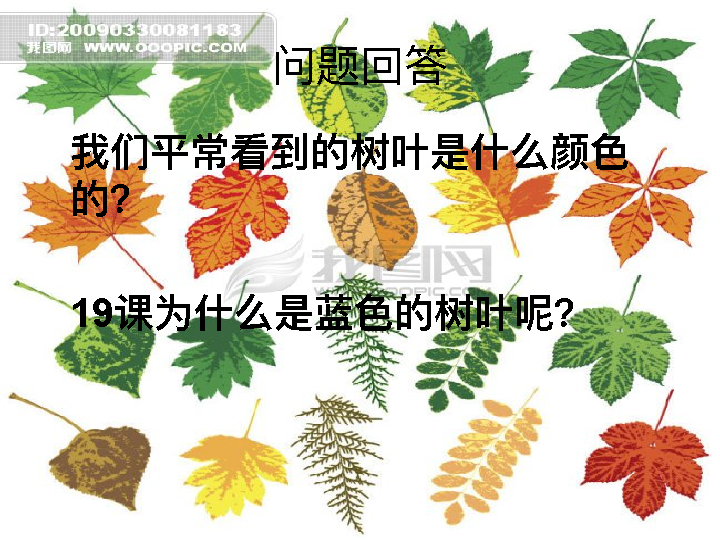 ID:20090330081183
我图网 www.OOOPIC.com
问题回答
我们平常看到的树叶是什么颜色
的?
我图网
19课为什么是蓝色的树叶呢?